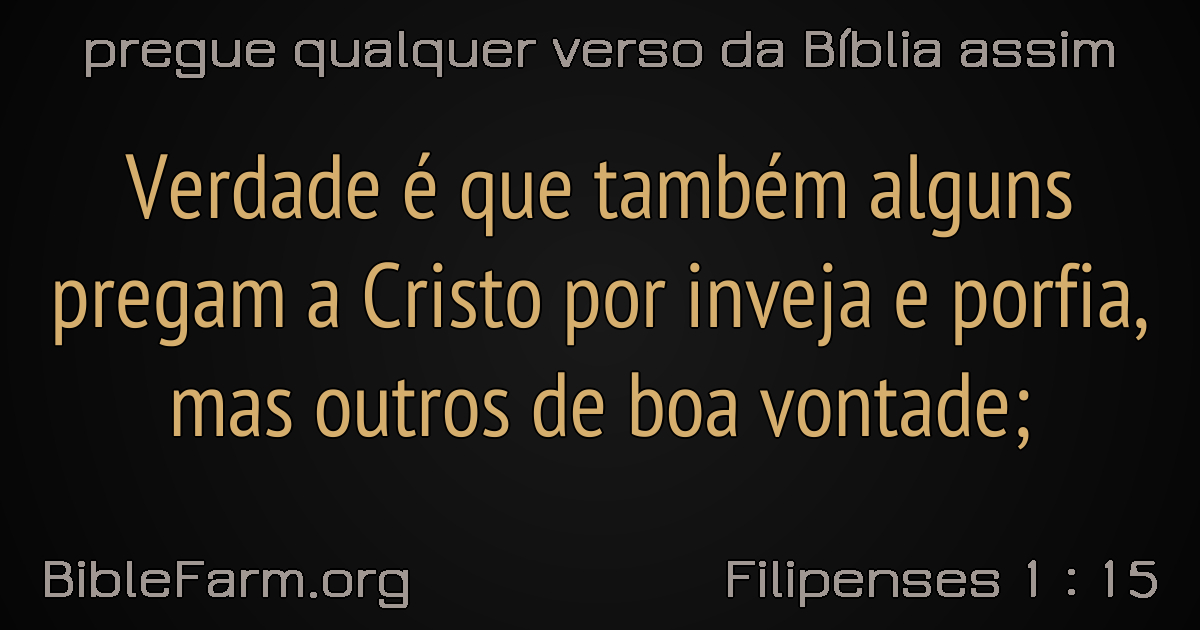 pregue qualquer verso da Bíblia assim
Verdade é que também alguns
pregam a Cristo por inveja e porfia,
mas outros de boa vontade;
BibleFarm.org
Filipenses 1 : 15